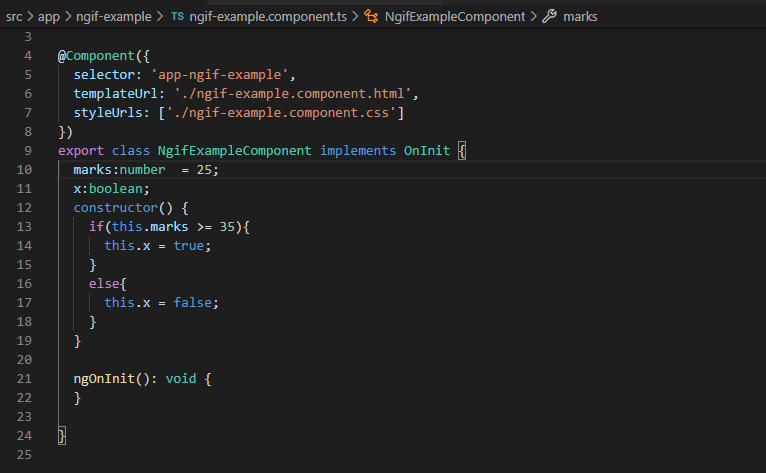 src > app > ngif-example > TS ngif-example.component.ts > NgifExampleComponent > marks
3
4 @Component({
5   selector: 'app-ngif-example',
6   templateUrl: './ngif-example.component.html',
7   styleUrls: ['./ngif-example.component.css']
8 })
9 export class NgifExampleComponent implements OnInit {
10   marks:number  = 25;
11   x:boolean;
12   constructor() {
13     if(this.marks >= 35){
14       this.x = true;
15     }
16     else{
17       this.x = false;
18     }
19   }
20
21   ngOnInit(): void {
22   }
23
24 }
25